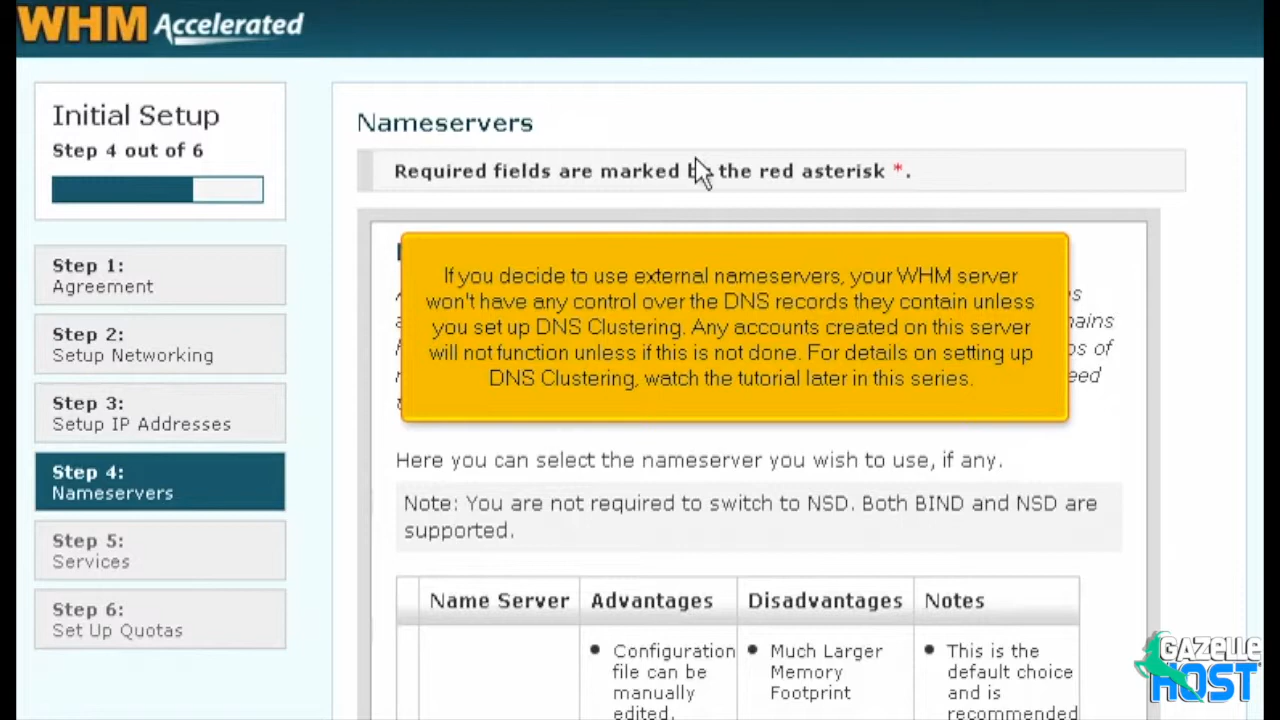 WHM Accelerated
Initial Setup
Step 4 out of 6
Step 1:
Agreement
Step 2:
Setup Networking
Step 3:
Setup IP Addresses
Step 4:
Nameservers
Step 5:
Services
Step 6:
Set Up Quotas
Nameservers
Required fields are marked the red asterisk *.
If you decide to use external nameservers, your WHM server
won't have any control over the DNS records they contain unless
you set up DNS Clustering. Any accounts created on this server
will not function unless if this is not done. For details on setting up
DNS Clustering, watch the tutorial later in this series.
Here you can select the nameserver you wish to use, if any.
Note: You are not required to switch to NSD. Both BIND and NSD are
supported.
Name Server Advantages Disadvantages Notes
• Configuration
file can be
manually
edited.
• Much Larger
Memory
Footprint
• This is the
default choice
and is
recommended
GAZELLE
HOST